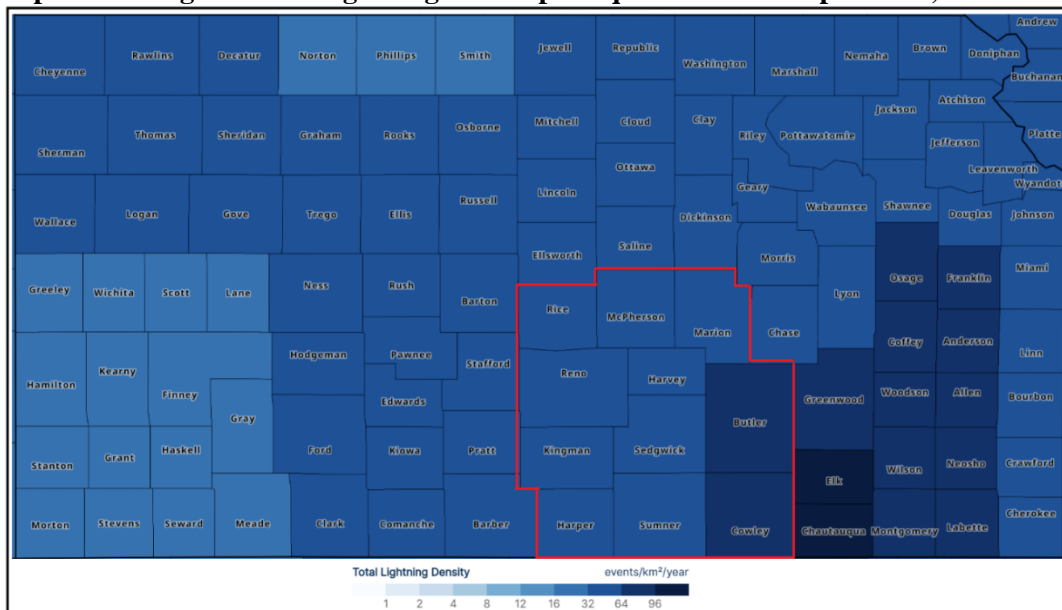 Andrew
Cheyenne Rawlins Decatur Norton Phillips Smith Jewell Republic Washington Marshall Nemaha Brown Doniphan
Buchanan
Sherman Thomas Sheridan Graham Rooks Osborne Mitchell Cloud Clay Riley Pottawatomie Jackson Atchison Platte
Jefferson
Leavenworth
Ottawa Geary Wyandot
Wallace Logan Gove Trego Ellis Russell Lincoln Dickinson Wabaunsee Shawnee Douglas Johnson
Ellsworth Saline Morris
Greeley Wichita Scott Lane Ness Rush Barton Rice McPherson Marion Chase Lyon Osage Franklin Miami
Hamilton Kearny Finney Hodgeman Pawnee Stafford Reno Harvey Coffey Anderson Linn
Gray Edwards Butler Greenwood Woodson Allen Bourbon
Stanton Grant Haskell Ford Kiowa Pratt Kingman Sedgwick Elk Wilson Neosho Crawford
Morton Stevens Seward Meade Clark Comanche Barber Harper Sumner Cowley Chautauqua Montgomery Labette Cherokee
Total Lightning Density events/km²/year
1 2 4 8 12 16 32 64 96